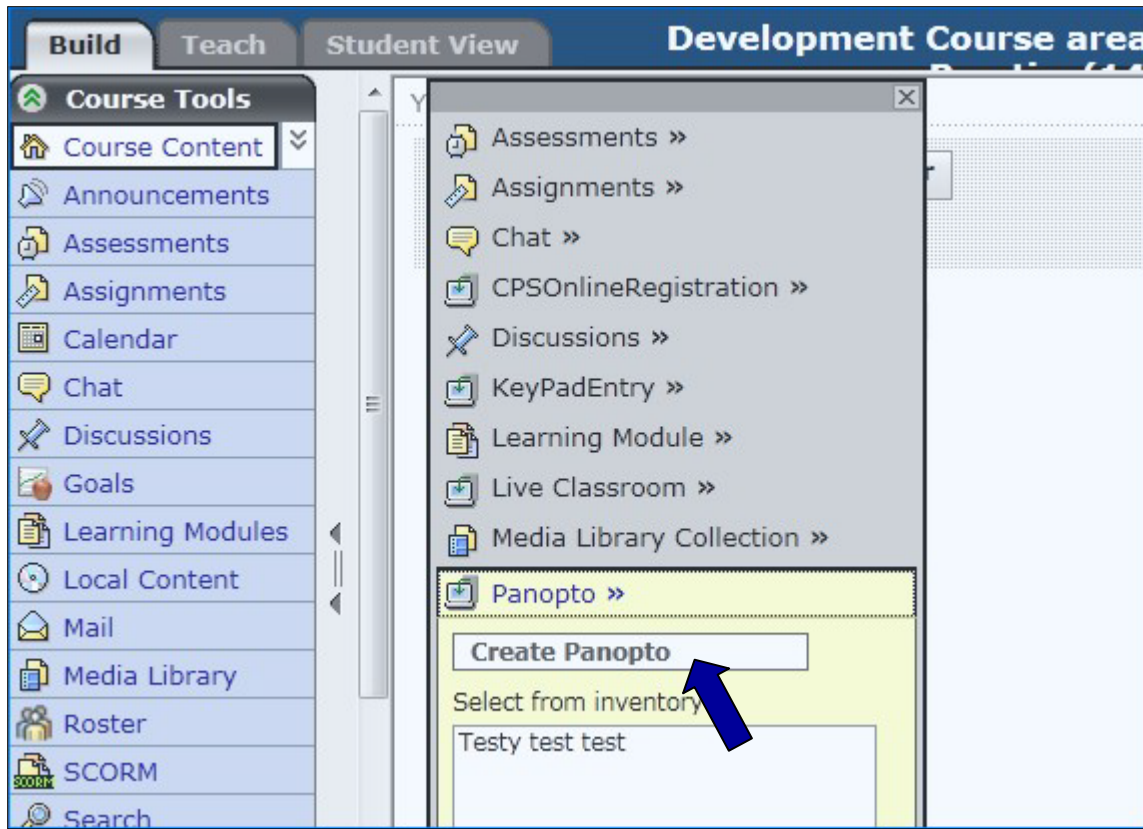 Build
Teach
Student View
Development Course area
Course Tools
Course Content
Announcements
Assessments
Assignments
Calendar
Chat
Discussions
Goals
Learning Modules
Local Content
Mail
Media Library
Roster
SCORM
Search
Y
Assessments »
Assignments »
Chat »
CPSOnlineRegistration »
Discussions »
KeyPadEntry »
Learning Module »
Live Classroom »
Media Library Collection »
Panopto »
Create Panopto
Select from inventory
Testy test test